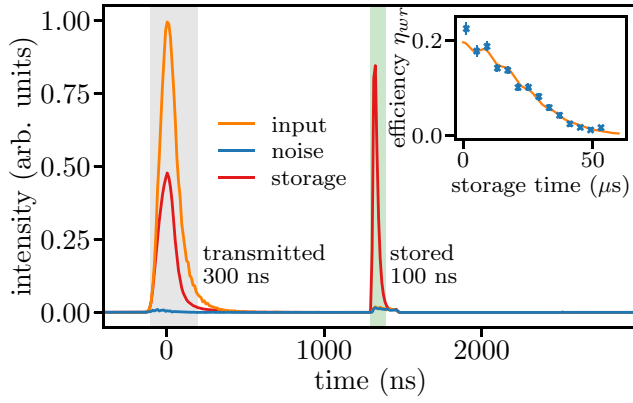 1.00
0.75
0.50
0.25
0.00
intensity (arb. units)
input
noise
storage
transmitted
300 ns
stored
100 ns
0
1000
2000
time (ns)
efficiency ηwr
0.2
0.0
0
50
storage time (μs)